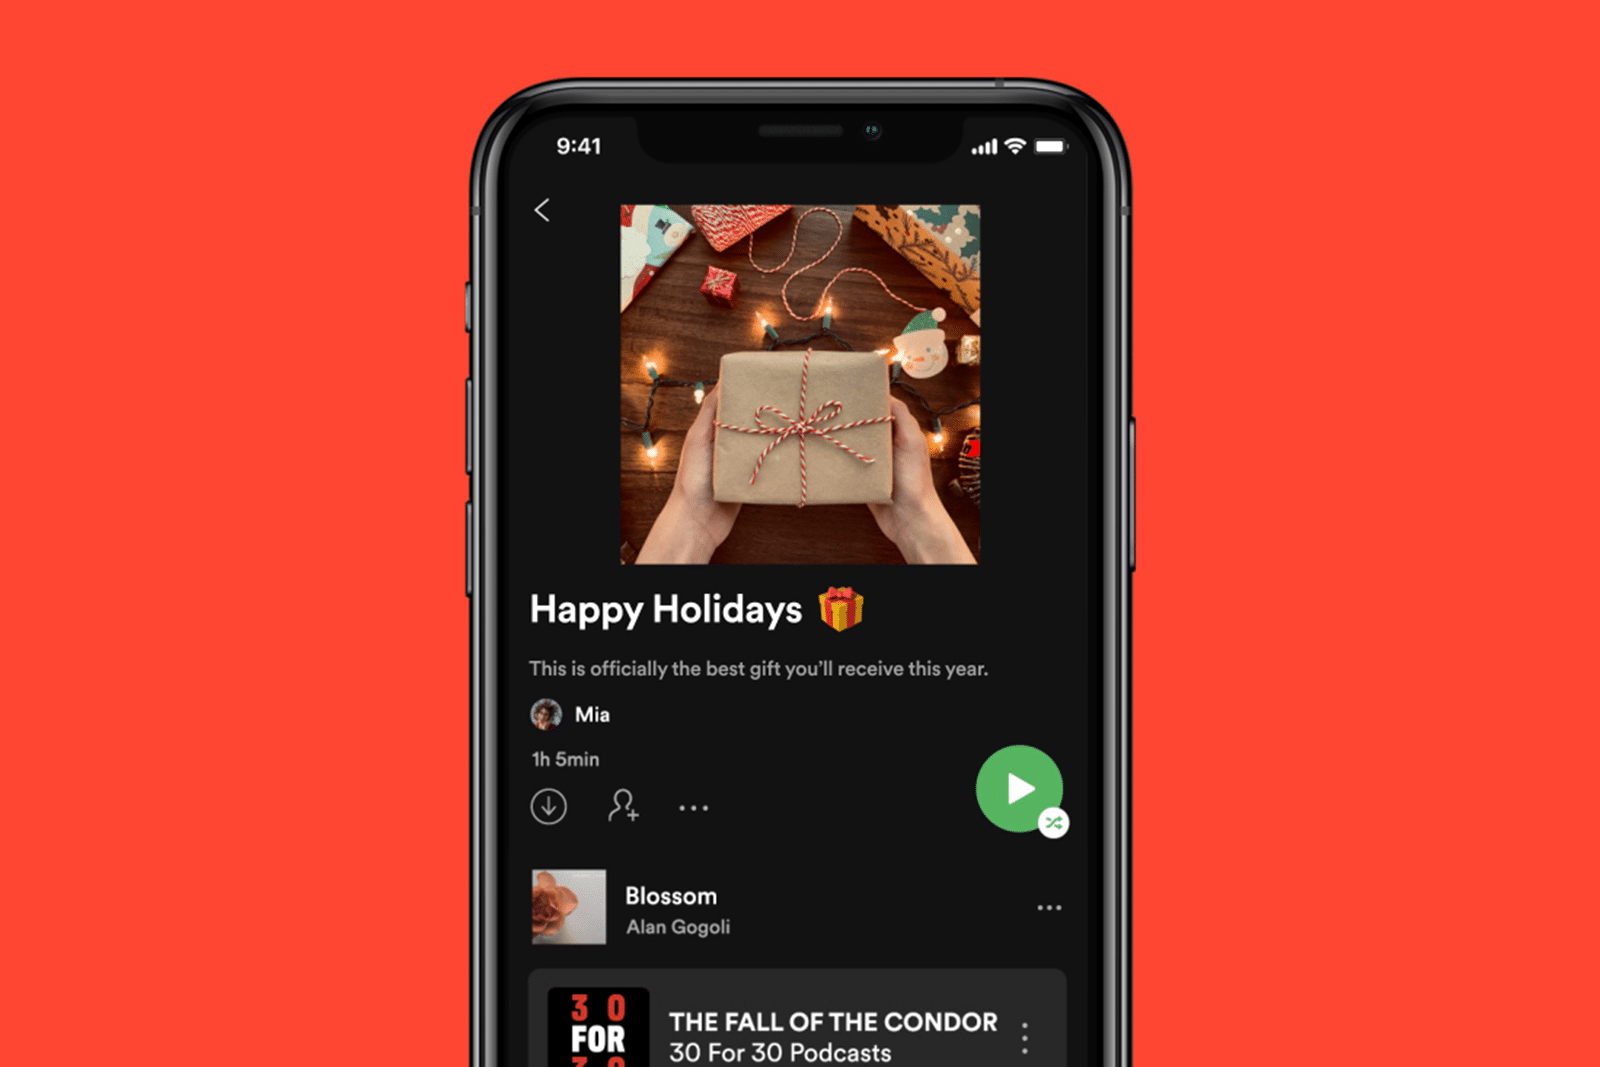 9:41
Happy Holidays 🎁
This is officially the best gift you'll receive this year.
Mia
1h 5min
Blossom
Alan Gogoli
30
FOR
30
THE FALL OF THE CONDOR
30 For 30 Podcasts